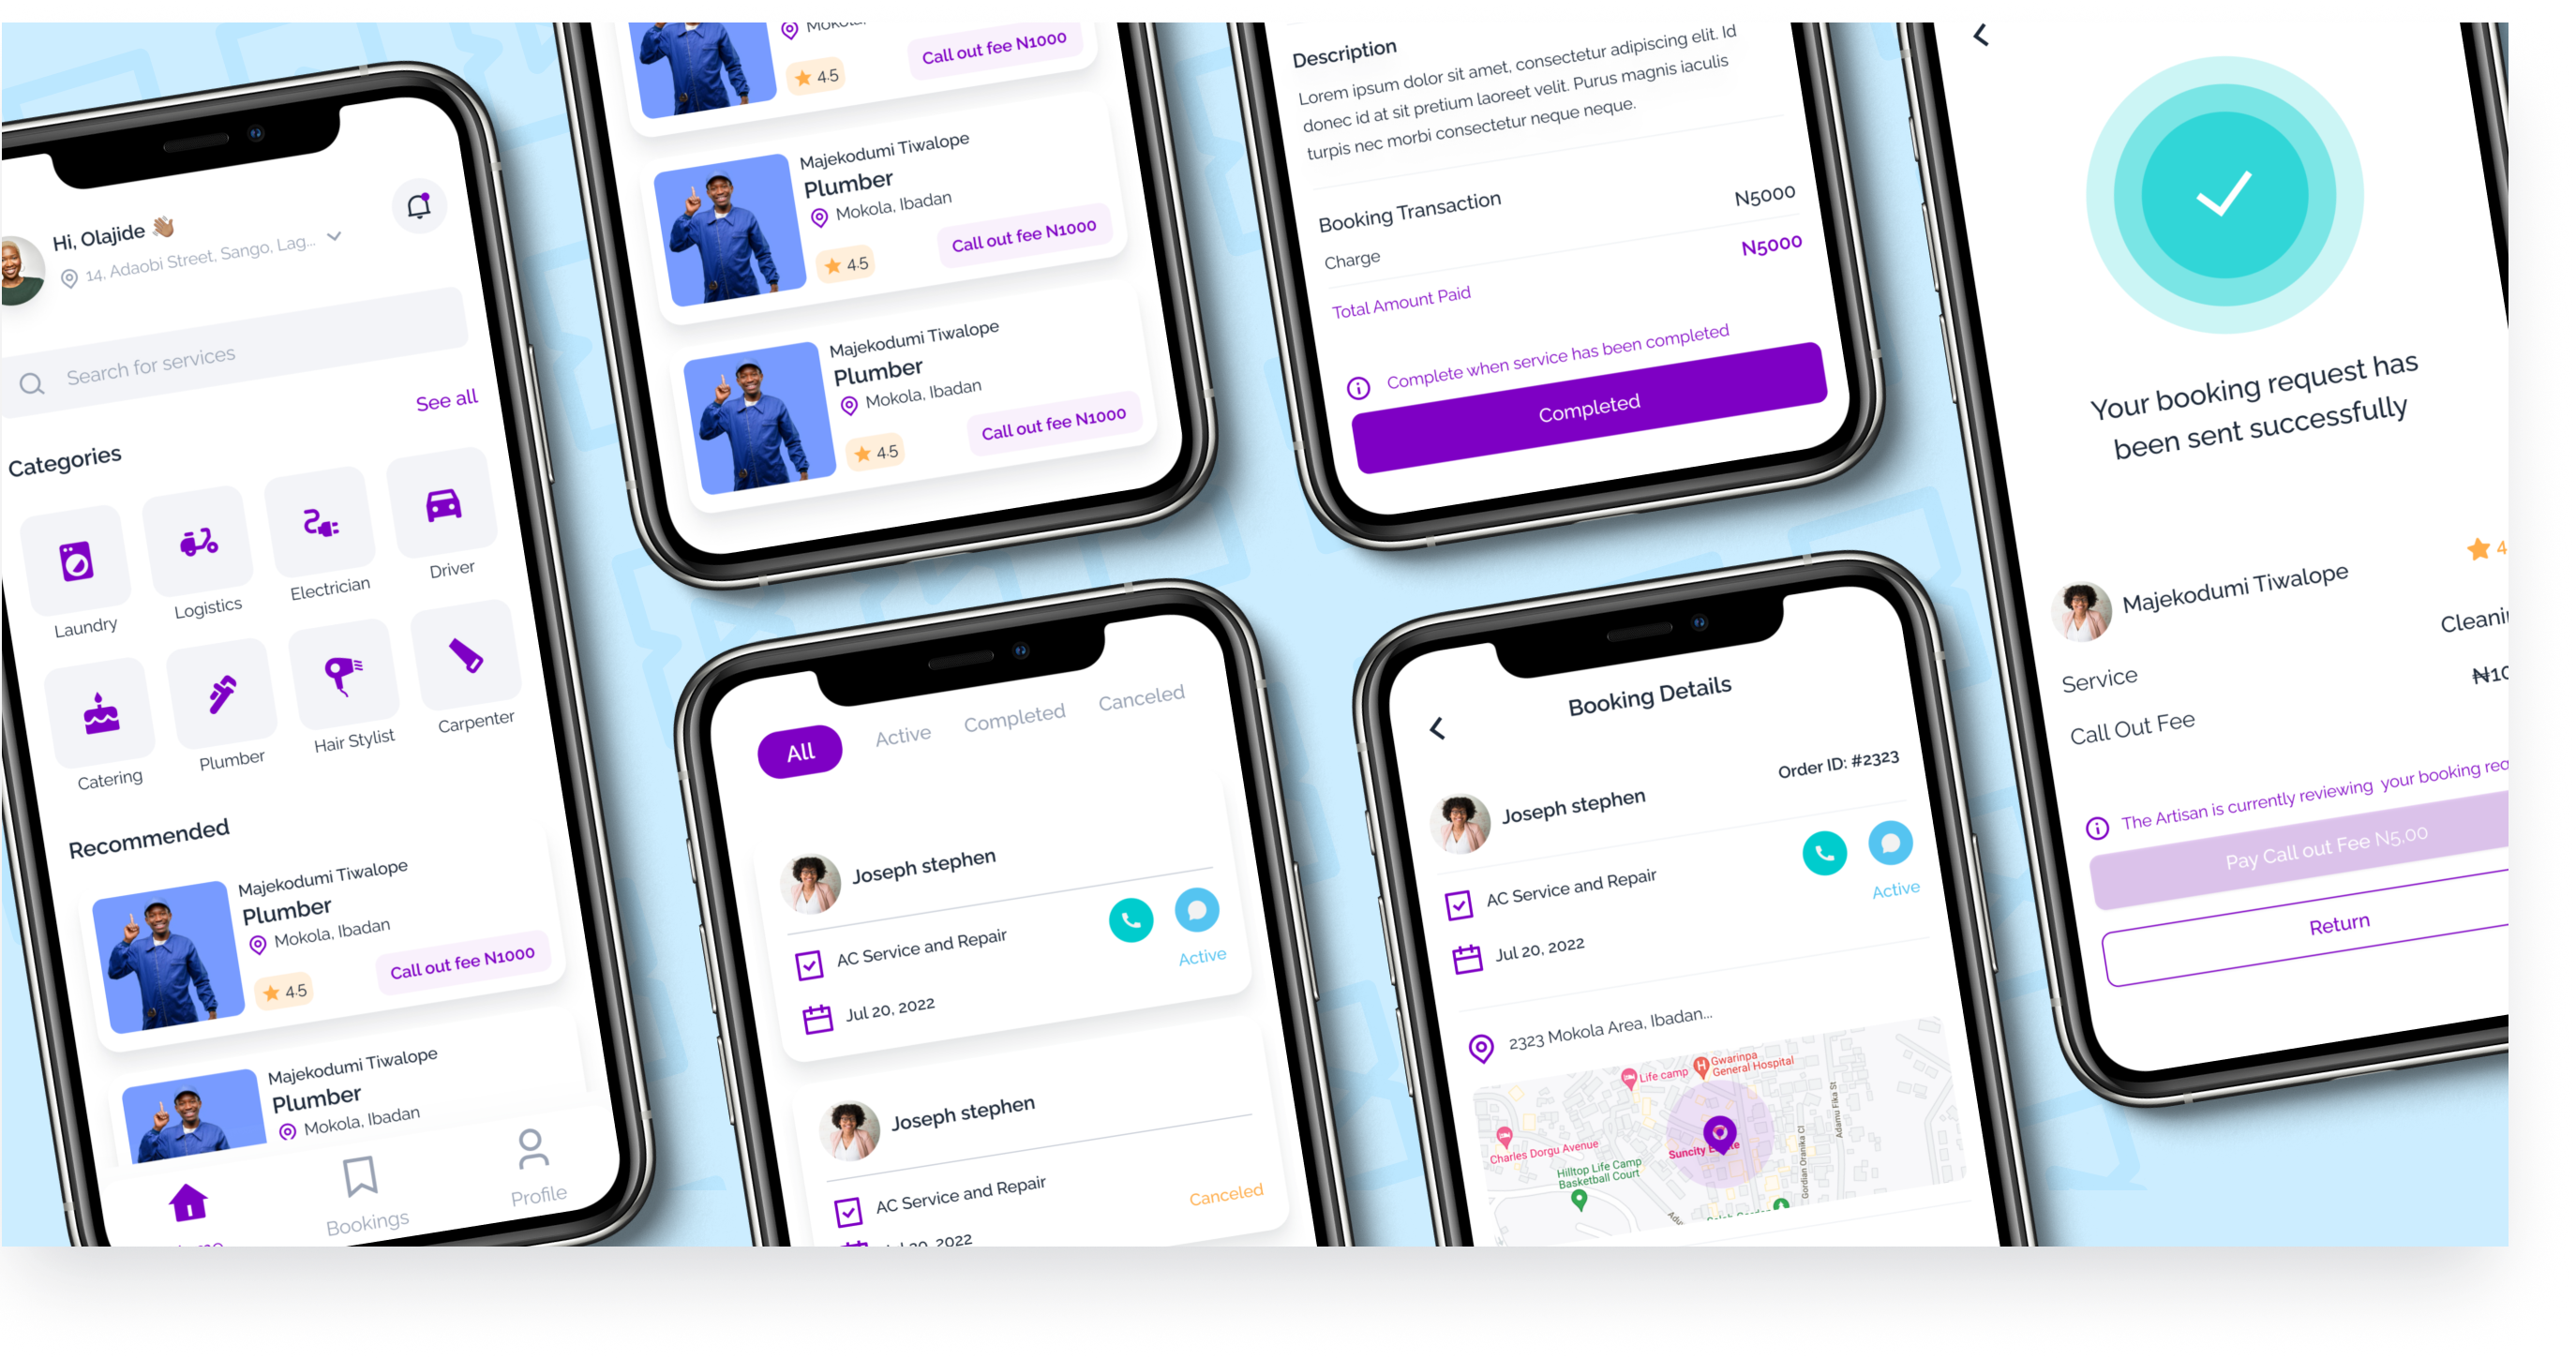 Hi, Olajide
14, Adaobi Street, Sango, Lag...
Search for services
See all
Categories
Laundry
Logistics
Electrician
Driver
Catering
Plumber
Hair Stylist
Carpenter
Recommended
Majekodumi Tiwalope
Plumber
Mokola, Ibadan
4.5
Call out fee N1000
Majekodumi Tiwalope
Plumber
Mokola, Ibadan
Bookings
Profile
4.5
Call out fee N1000
Majekodumi Tiwalope
Plumber
Mokola, Ibadan
4.5
Call out fee N1000
Majekodumi Tiwalope
Plumber
Mokola, Ibadan
4.5
Call out fee N1000
All
Active
Completed
Canceled
Joseph stephen
AC Service and Repair
Active
Jul 20, 2022
Joseph stephen
AC Service and Repair
Canceled
2022
Description
Lorem ipsum dolor sit amet, consectetur adipiscing elit. Id
donec id at sit pretium laoreet velit. Purus magnis iaculis
turpis nec morbi consectetur neque neque.
Booking Transaction
N5000
Charge
N5000
Total Amount Paid
Complete when service has been completed
Completed
Booking Details
Order ID: #2323
Joseph stephen
AC Service and Repair
Active
Jul 20, 2022
2323 Mokola Area, Ibadan...
Life camp
Gwarinpa
General Hospital
Charles Dorgu Avenue
Hilltop Life Camp
Basketball Court
Suncity
Gordian Oranika Cl
Adamu Fika St
Your booking request has
been sent successfully
Majekodumi Tiwalope
Service
Call Out Fee
The Artisan is currently reviewing your booking
Pay Call out Fee N5,00
Return